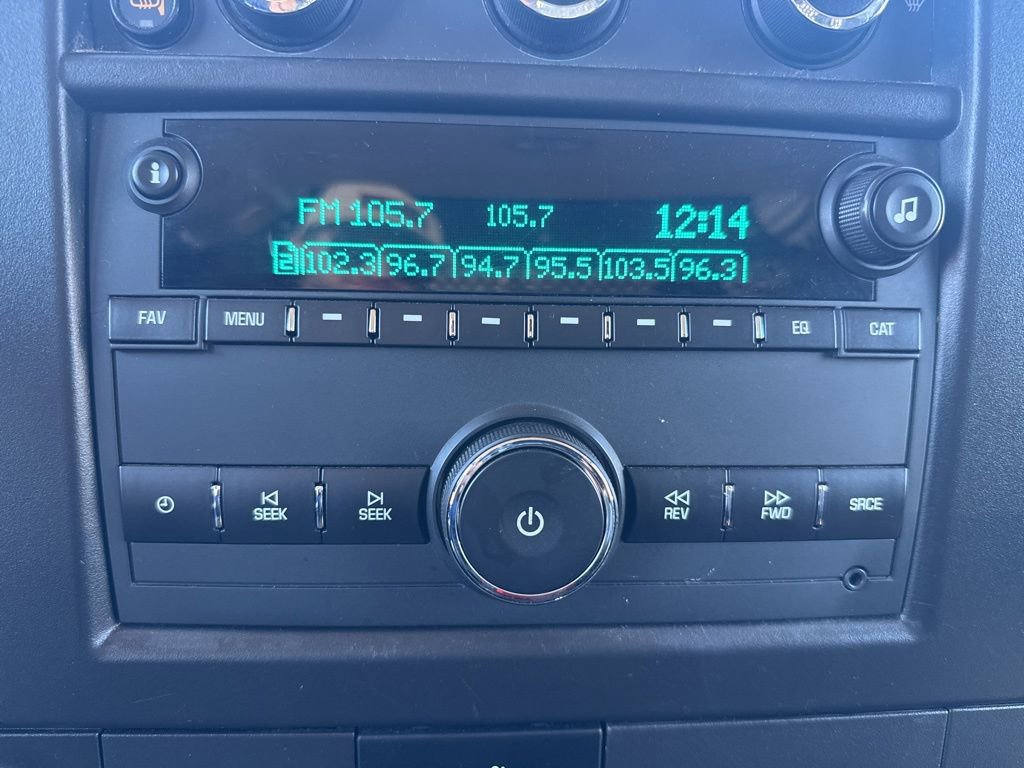 FM 105.7 105.7 12:14
2 102.3 96.7 94.7 95.5 103.5 96.3
FAV MENU EQ CAT
SEEK SEEK REV FWD SRCE